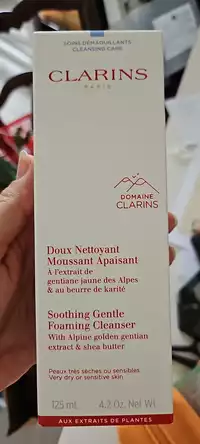 SOINS DÉMAQUILLANTS
CLEANSING CARE
CLARINS
PARIS
DOMAINE
CLARINS
Doux Nettoyant
Moussant Apaisant
À l'extrait de
gentiane jaune des Alpes
& au beurre de karité
Soothing Gentle
Foaming Cleanser
With Alpine golden gentian
extract & shea butter
Peaux très sèches ou sensibles
Very dry or sensitive skin
125 mL 4.2 Oz. Net Wt.
AUX EXTRAITS DE PLANTES